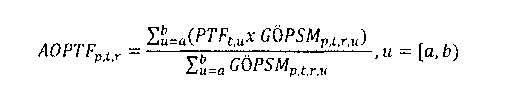 AOPTF_{p,t,r} = \frac{\sum_{u=a}^{b}(PTF_{t,u} x GÖPSM_{p,t,r,u})}{\sum_{u=a}^{b} GÖPSM_{p,t,r,u}}, u = [a, b)